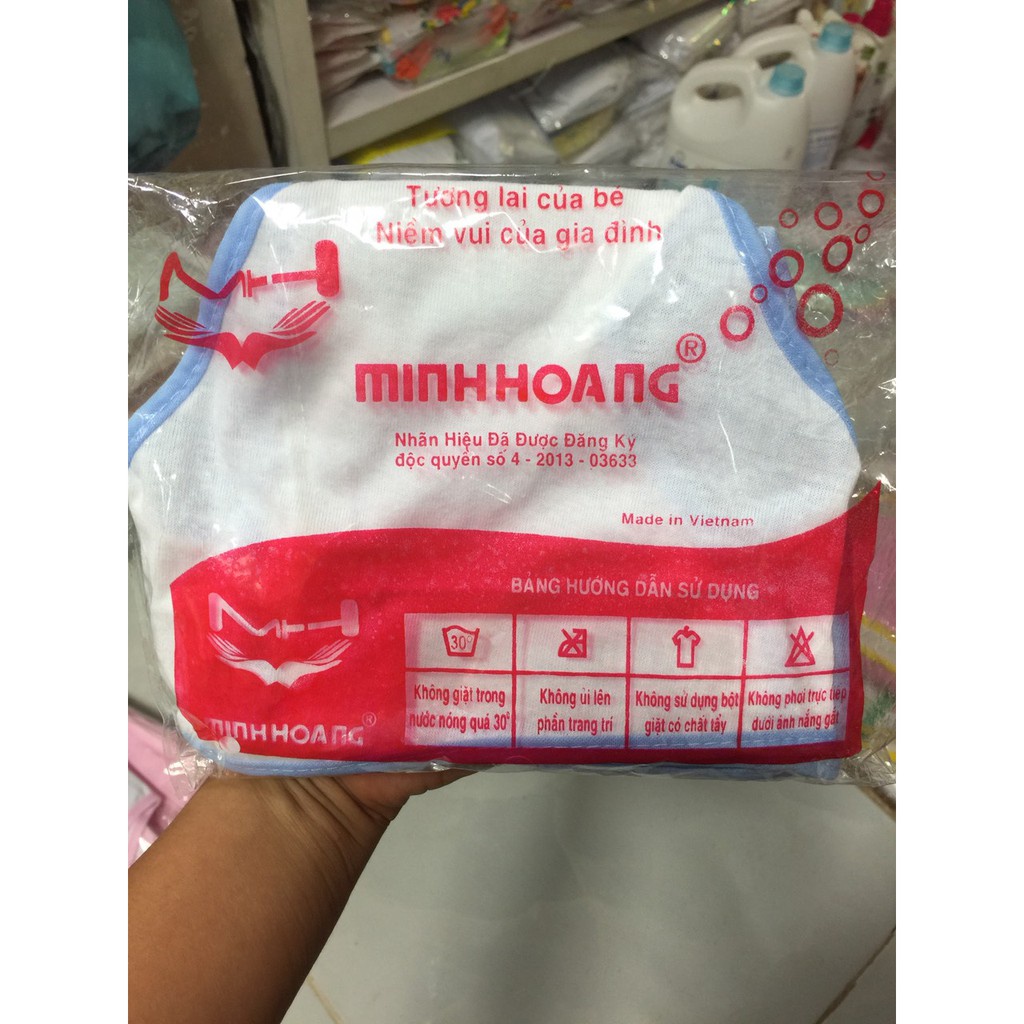 Tương lai của bé
Niềm vui của gia đình
MH
MINHHOANG®
Nhãn Hiệu Đã Được Đăng Ký
độc quyền số 4 - 2013 - 03633
Made in Vietnam
BẢNG HƯỚNG DẪN SỬ DỤNG
MH
MINHHOANG®
30°
Không giặt trong
nước nóng quá 30°
Không ủi lên
phần trang trí
Không sử dụng bột
giặt có chất tẩy
Không phơi trực tiếp
dưới ánh nắng gắt